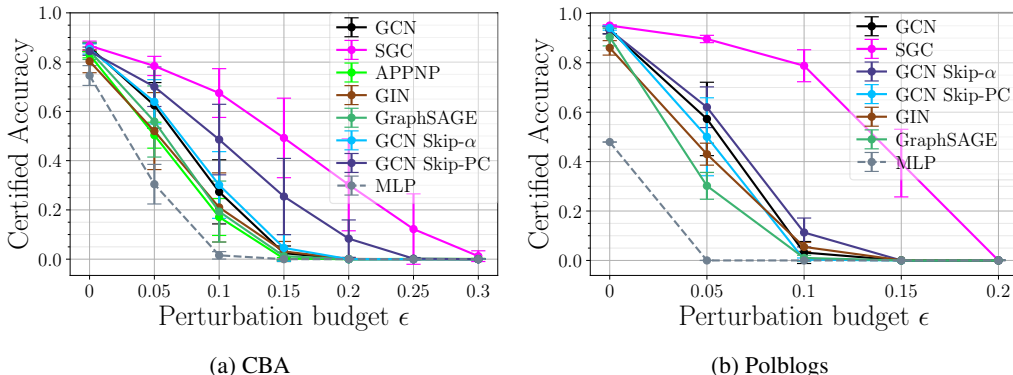 Certified Accuracy
1.0
0.8
0.6
0.4
0.2
0.0
0
0.05
0.1
0.15
0.2
0.25
0.3
Perturbation budget ϵ
GCN
SGC
APPNP
GIN
GraphSAGE
GCN Skip-α
GCN Skip-PC
MLP
(a) CBA
Certified Accuracy
1.0
0.8
0.6
0.4
0.2
0.0
0
0.05
0.1
0.15
0.2
Perturbation budget ϵ
GCN
SGC
GCN Skip-α
GCN Skip-PC
GIN
GraphSAGE
MLP
(b) Polblogs